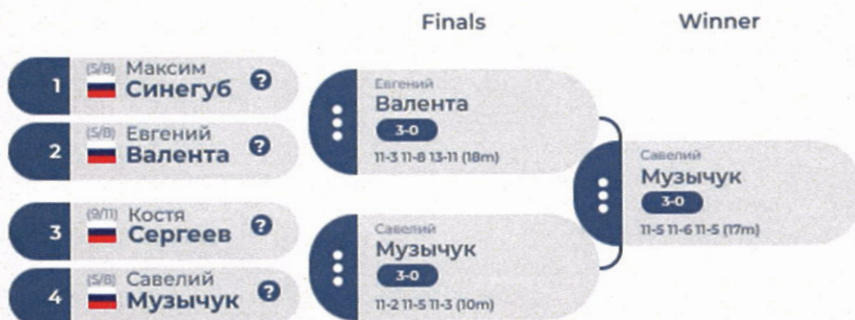 Finals
Winner
1
(5/8) Максим
Синегуб
?
2
(5/8) Евгений
Валента
?
3
(9/11) Костя
Сергеев
?
4
(5/8) Савелий
Музычук
?
Евгений
Валента
3-0
11-3 11-8 13-11 (18m)
Савелий
Музычук
3-0
11-2 11-5 11-3 (10m)
Савелий
Музычук
3-0
11-5 11-6 11-5 (17m)